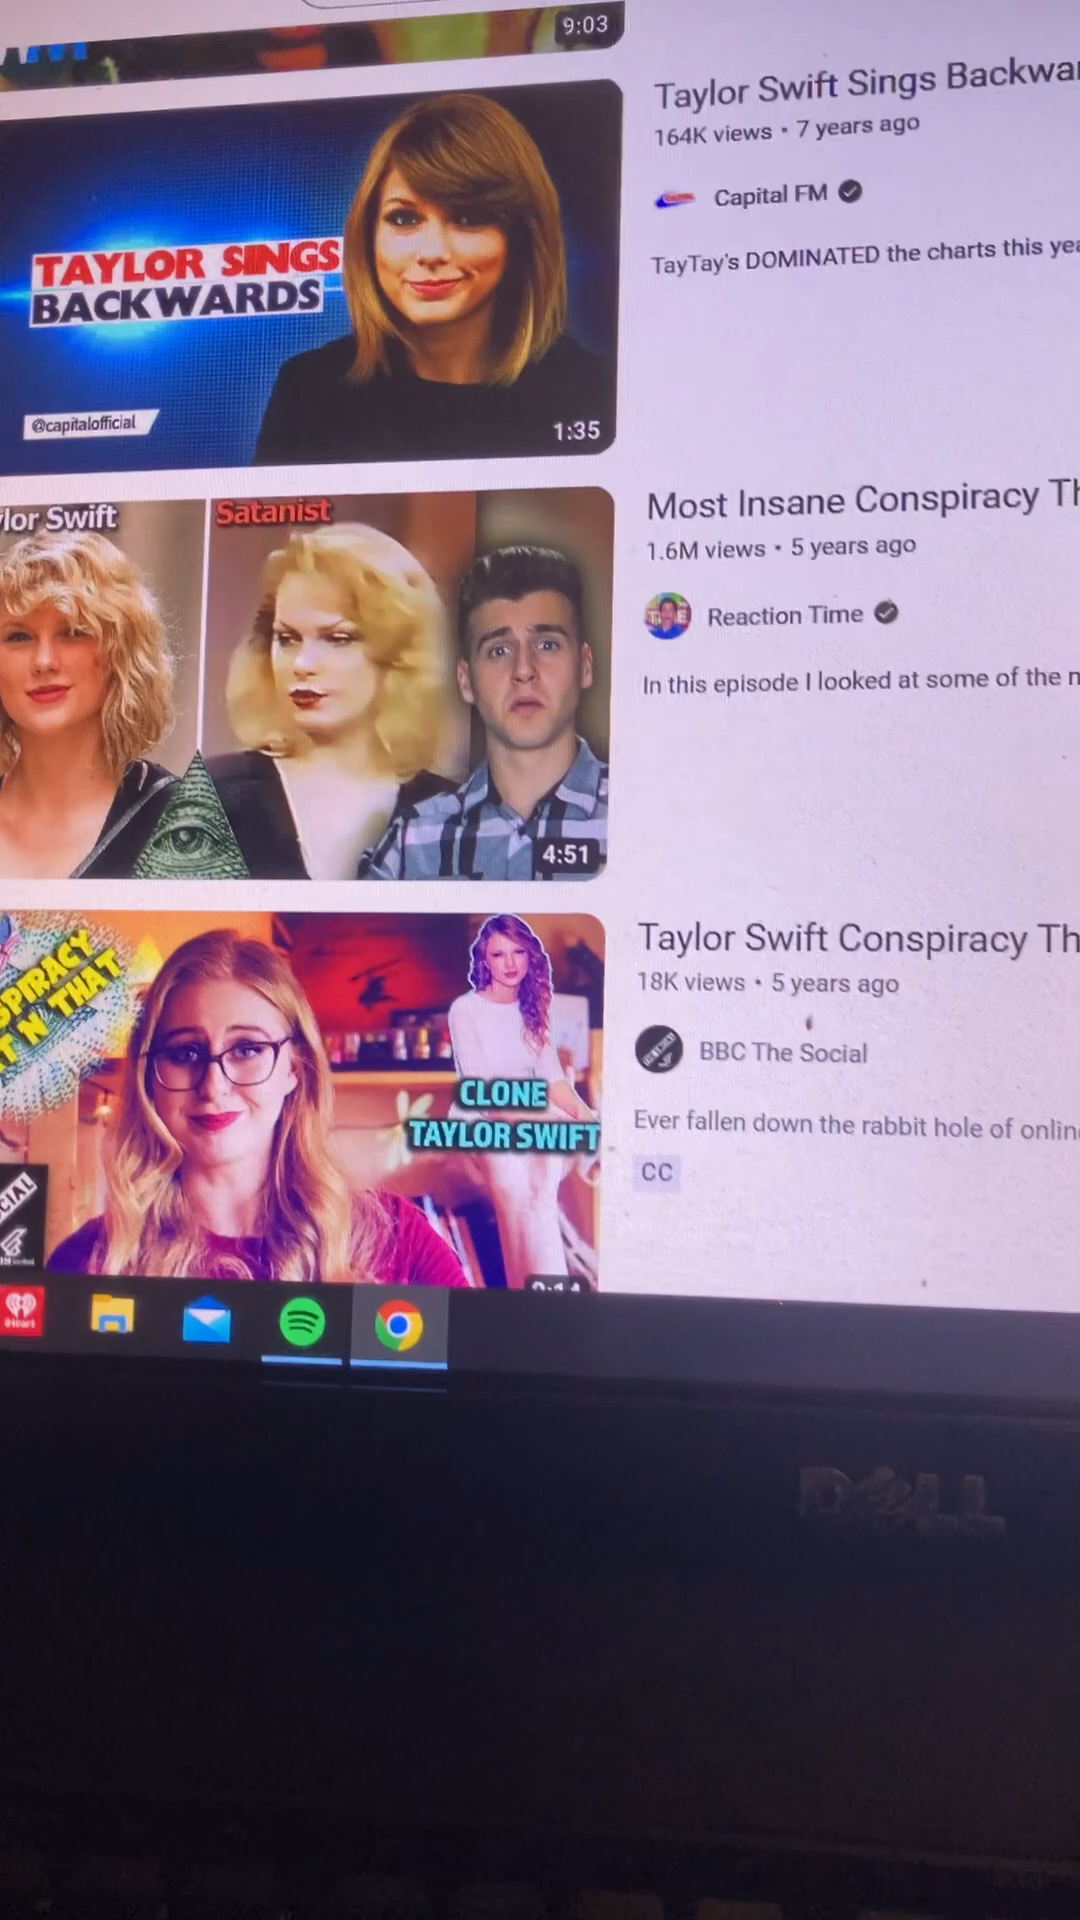 9:03
TAYLOR SINGS
BACKWARDS
@capitalofficial
1:35
Taylor Swift Sings Backwa
164K views • 7 years ago
Capital FM
TayTay's DOMINATED the charts this yea
lor Swift
Satanist
4:51
Most Insane Conspiracy Th
1.6M views • 5 years ago
TIME
Reaction Time
In this episode I looked at some of the m
SPIRACY
T N' THAT
CLONE
TAYLOR SWIFT
CIAL
Taylor Swift Conspiracy Th
18K views • 5 years ago
BBC The Social
Ever fallen down the rabbit hole of onlin
CC
iHeart
DELL